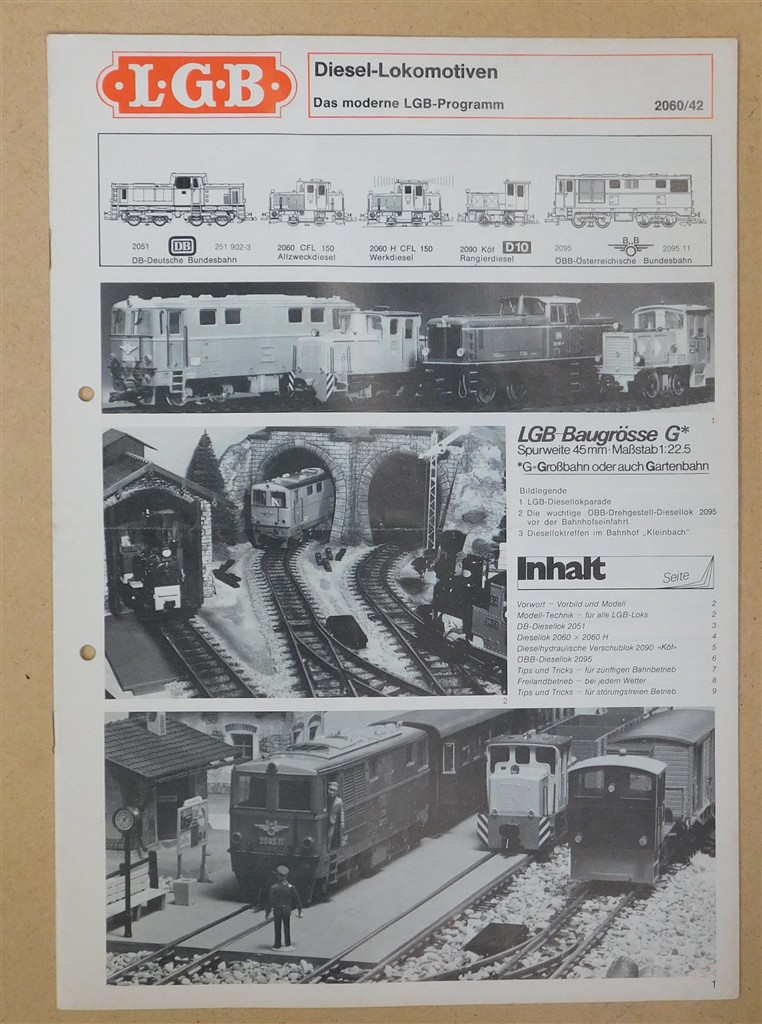 L·G·B
Diesel-Lokomotiven
Das moderne LGB-Programm 2060/42
2051 DB 251 902-3
DB-Deutsche Bundesbahn
2060 CFL 150
Allzweckdiesel
2060 H CFL 150
Werkdiesel
2090 Köf D10
Rangierdiesel
2095 B B 2095 11
ÖBB-Österreichische Bundesbahn
1
LGB Baugrösse G*
Spurweite 45mm·Maßstab 1:22.5
*G=Großbahn oder auch Gartenbahn
Bildlegende
1 LGB-Diesellokparade
2 Die wuchtige ÖBB-Drehgestell-Diesellok 2095
vor der Bahnhofseinfahrt.
3 Diesellloktreffen im Bahnhof „Kleinbach".
Inhalt Seite
Vorwort – Vorbild und Modell 2
Modell-Technik – für alle LGB-Loks 2
DB-Diesellok 2051 3
Diesellok 2060 × 2060 H 4
Dieselhydraulische Verschublok 2090 »Köf« 5
ÖBB-Diesellok 2095 6
Tips und Tricks – für zünftigen Bahnbetrieb 7
Freilandbetrieb – bei jedem Wetter 8
Tips und Tricks – für störungsfreien Betrieb 9
2
3
1